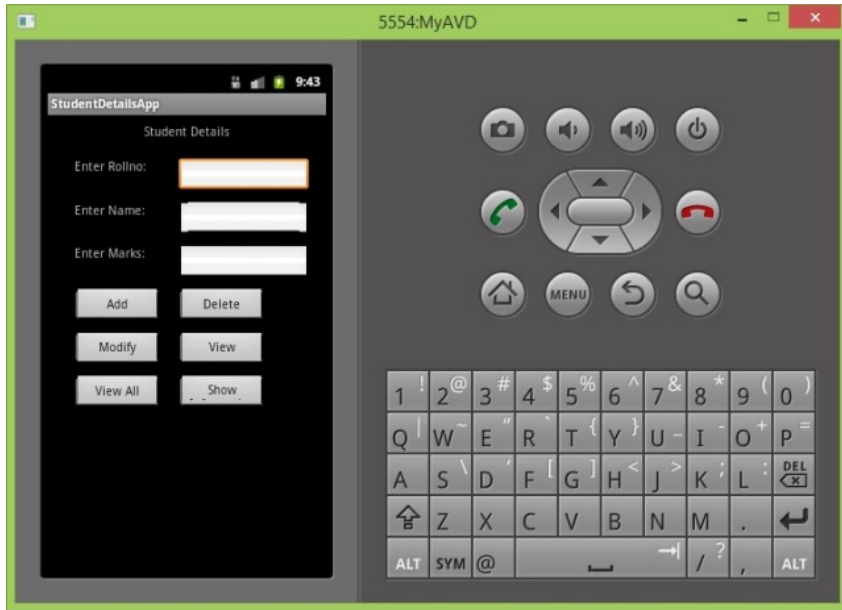 5554:MyAVD
9:43
StudentDetailsApp
Student Details
Enter Rollno:
Enter Name:
Enter Marks:
Add Delete
Modify View
View All Show
MENU
1 ! 2 @ 3 # 4 $ 5 % 6 ^ 7 & 8 * 9 ( 0 )
Q | W ~ E " R ` T { Y } U _ I - O + P =
A S \ D ' F [ G ] H < J > K ; L : DEL
Z X C V B N M .
ALT SYM @ / ? , ALT